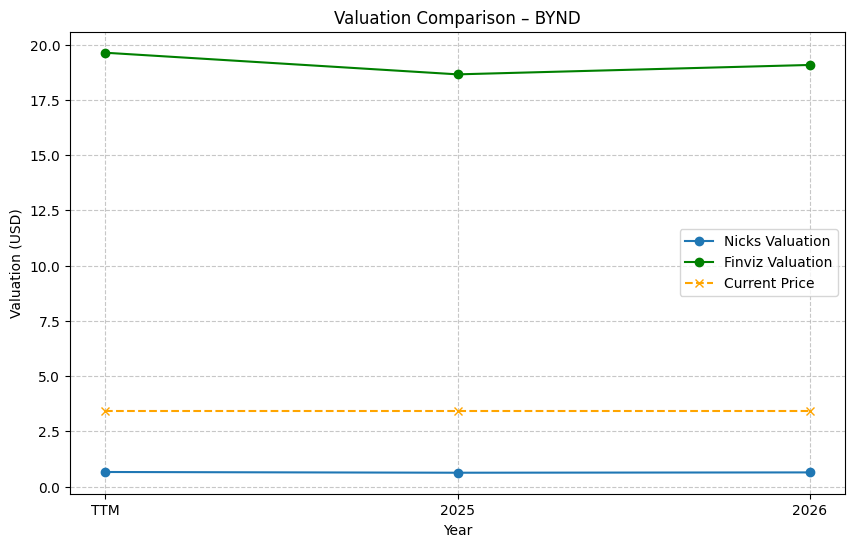 Valuation Comparison – BYND
20.0
17.5
15.0
12.5
10.0
7.5
5.0
2.5
0.0
Valuation (USD)
Nicks Valuation
Finviz Valuation
Current Price
TTM
2025
2026
Year